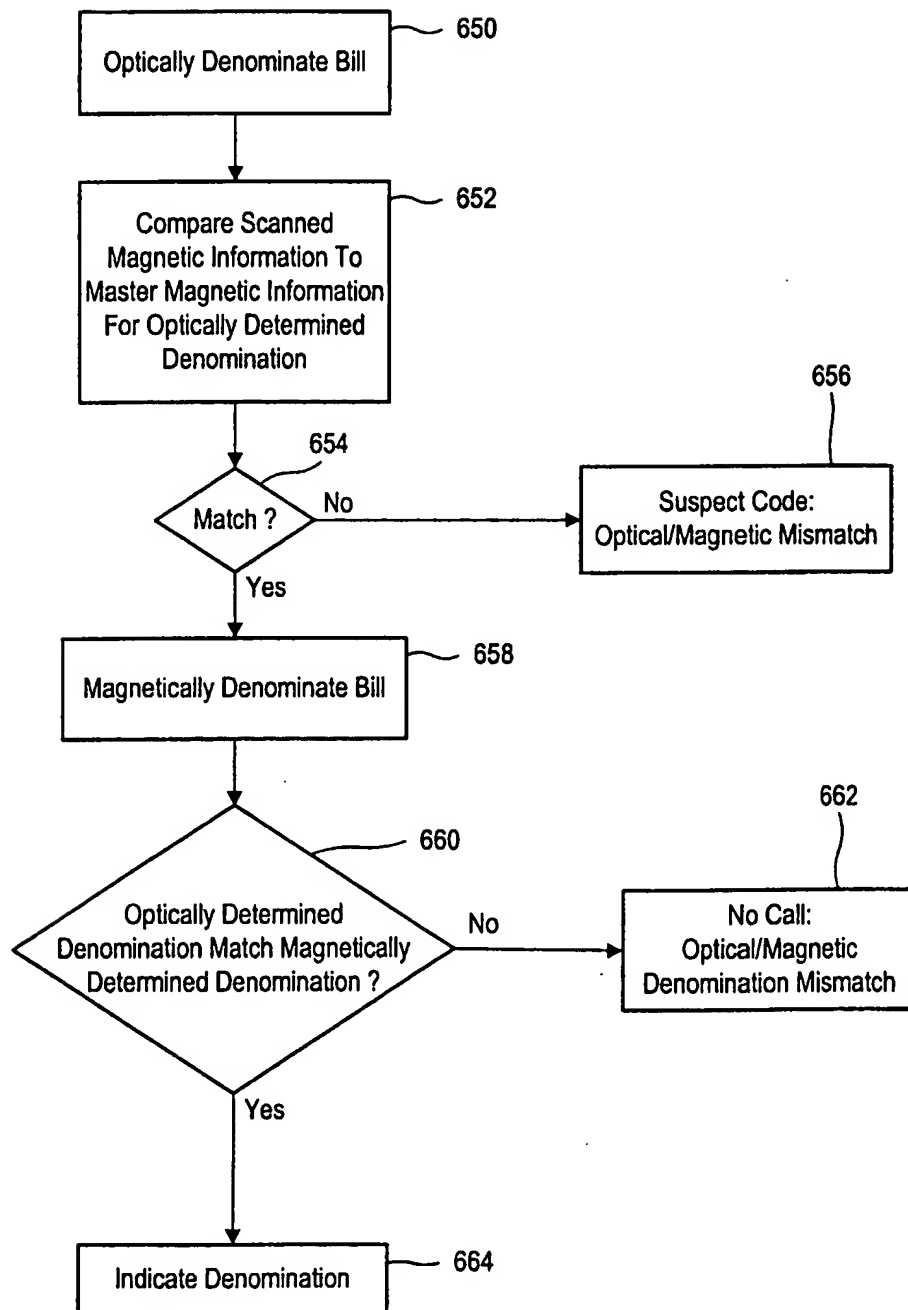 650
Optically Denominate Bill
652
Compare Scanned
Magnetic Information To
Master Magnetic Information
For Optically Determined
Denomination
654
Match ?
No
656
Suspect Code:
Optical/Magnetic Mismatch
Yes
658
Magnetically Denominate Bill
660
Optically Determined
Denomination Match Magnetically
Determined Denomination ?
No
662
No Call:
Optical/Magnetic
Denomination Mismatch
Yes
664
Indicate Denomination